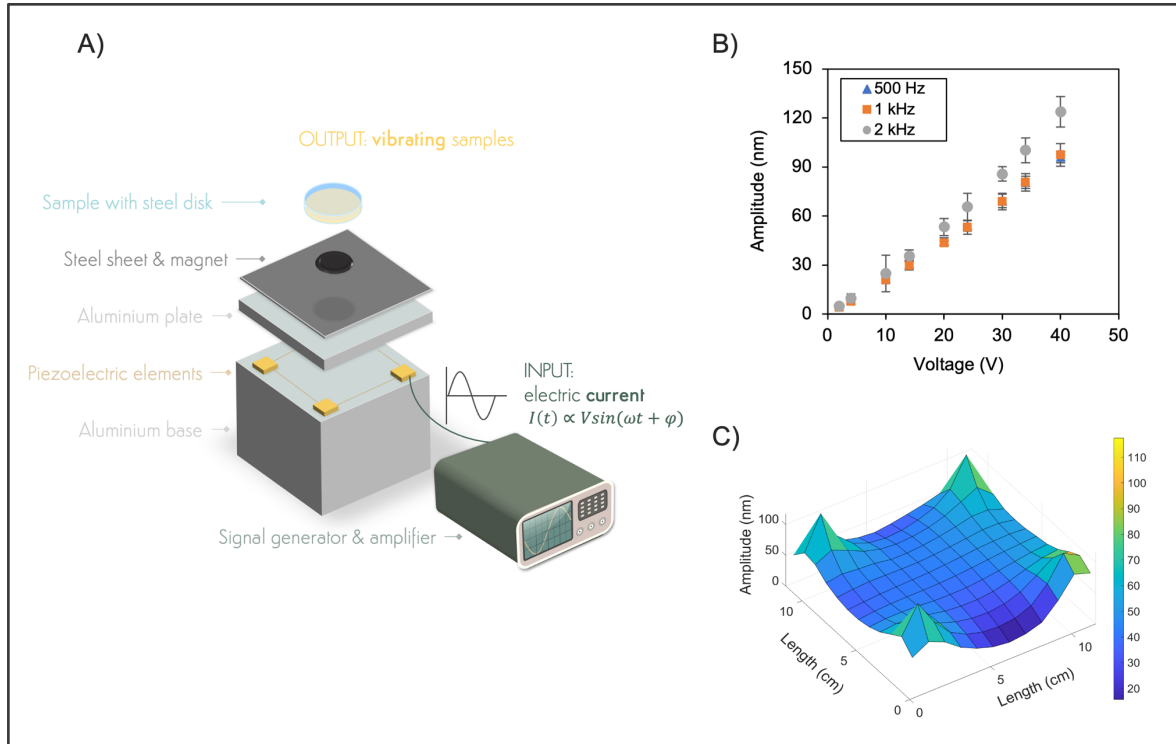 A)
OUTPUT: vibrating samples
Sample with steel disk
Steel sheet & magnet
Aluminium plate
Piezoelectric elements
Aluminium base
INPUT:
electric current
I(t) ∝ Vsin(ωt + φ)
Signal generator & amplifier
B)
150
120
90
60
30
0
Amplitude (nm)
500 Hz
1 kHz
2 kHz
0
10
20
30
40
50
Voltage (V)
C)
Amplitude (nm)
100
50
0
10
5
0
Length (cm)
0
5
10
Length (cm)
110
100
90
80
70
60
50
40
30
20